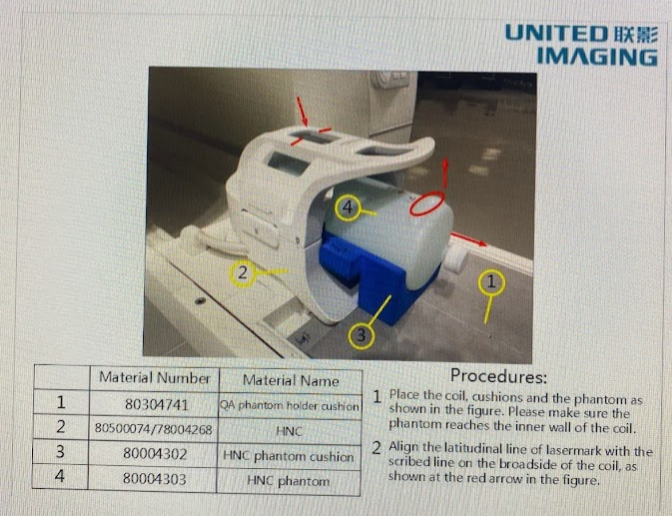 UNITED 联影
IMAGING
4
2
1
3
Material Number Material Name
1 80304741 QA phantom holder cushion
2 80500074/78004268 HNC
3 80004302 HNC phantom cushion
4 80004303 HNC phantom
Procedures:
1 Place the coil, cushions and the phantom as
shown in the figure. Please make sure the
phantom reaches the inner wall of the coil.
2 Align the latitudinal line of lasermark with the
scribed line on the broadside of the coil, as
shown at the red arrow in the figure.